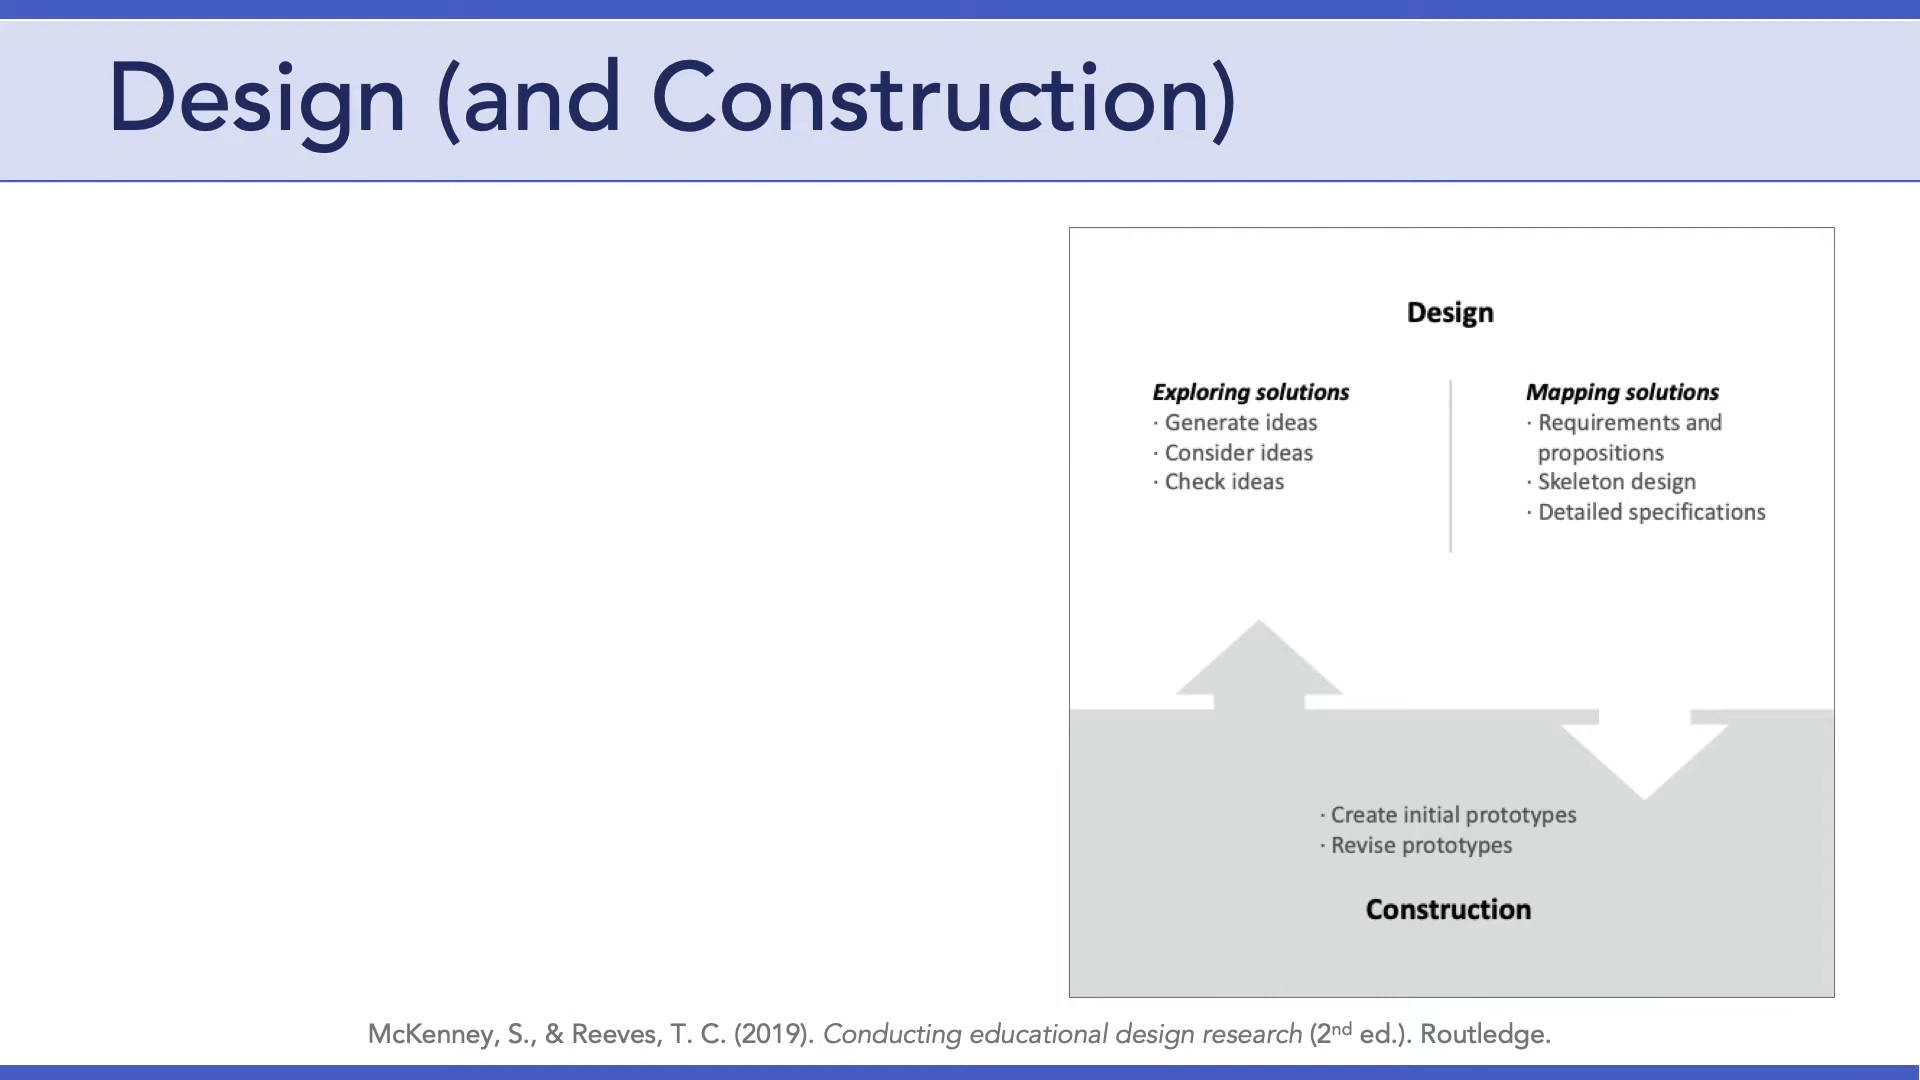 Design (and Construction)
Design
Exploring solutions
· Generate ideas
· Consider ideas
· Check ideas
Mapping solutions
· Requirements and
propositions
· Skeleton design
· Detailed specifications
· Create initial prototypes
· Revise prototypes
Construction
McKenney, S., & Reeves, T. C. (2019). Conducting educational design research (2nd ed.). Routledge.